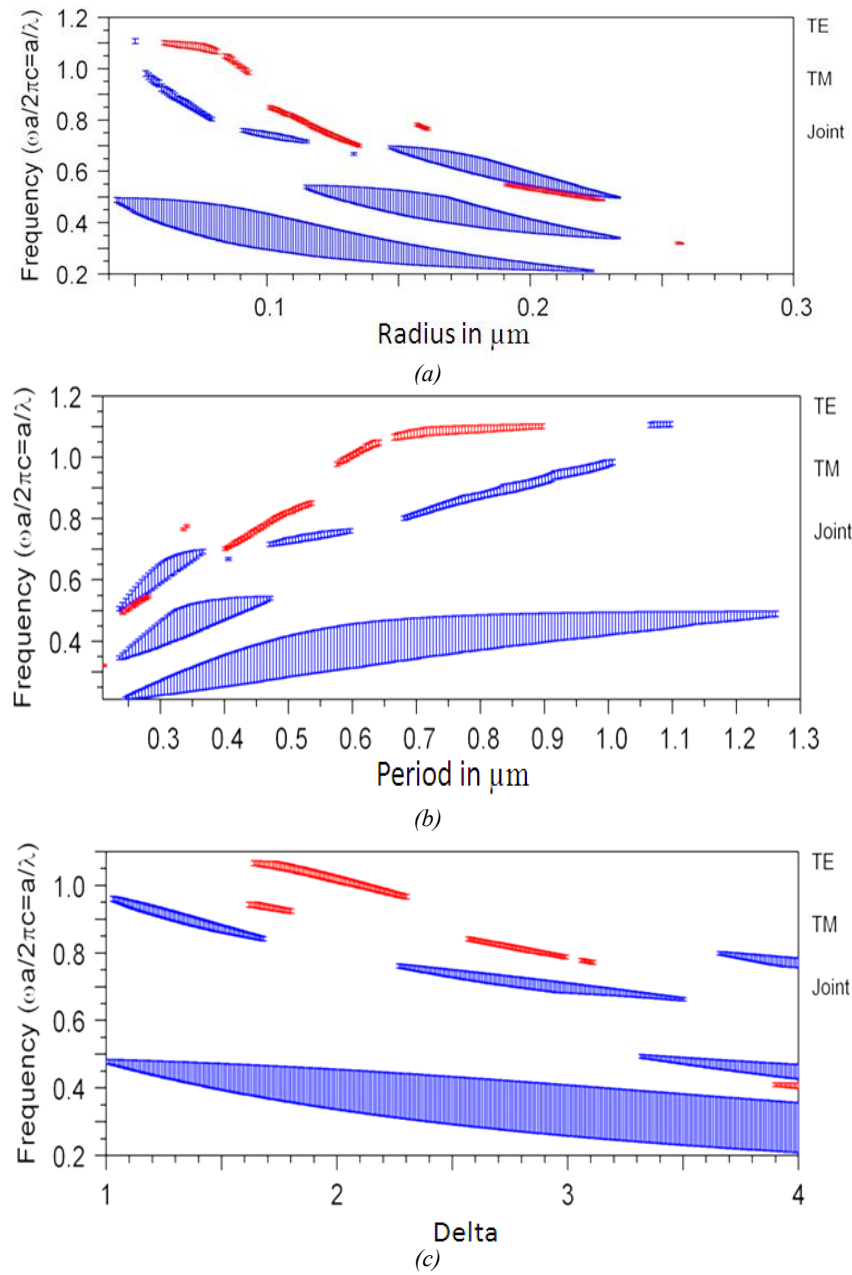 1.2
1.0
0.8
0.6
0.4
0.2
Frequency (ωa/2πc=a/λ)
TE
TM
Joint
0.1
0.2
0.3
Radius in µm
(a)
1.2
1.0
0.8
0.6
0.4
Frequency (ωa/2πc=a/λ)
TE
TM
Joint
0.3
0.4
0.5
0.6
0.7
0.8
0.9
1.0
1.1
1.2
1.3
Period in µm
(b)
1.0
0.8
0.6
0.4
0.2
Frequency (ωa/2πc=a/λ)
TE
TM
Joint
1
2
3
4
Delta
(c)